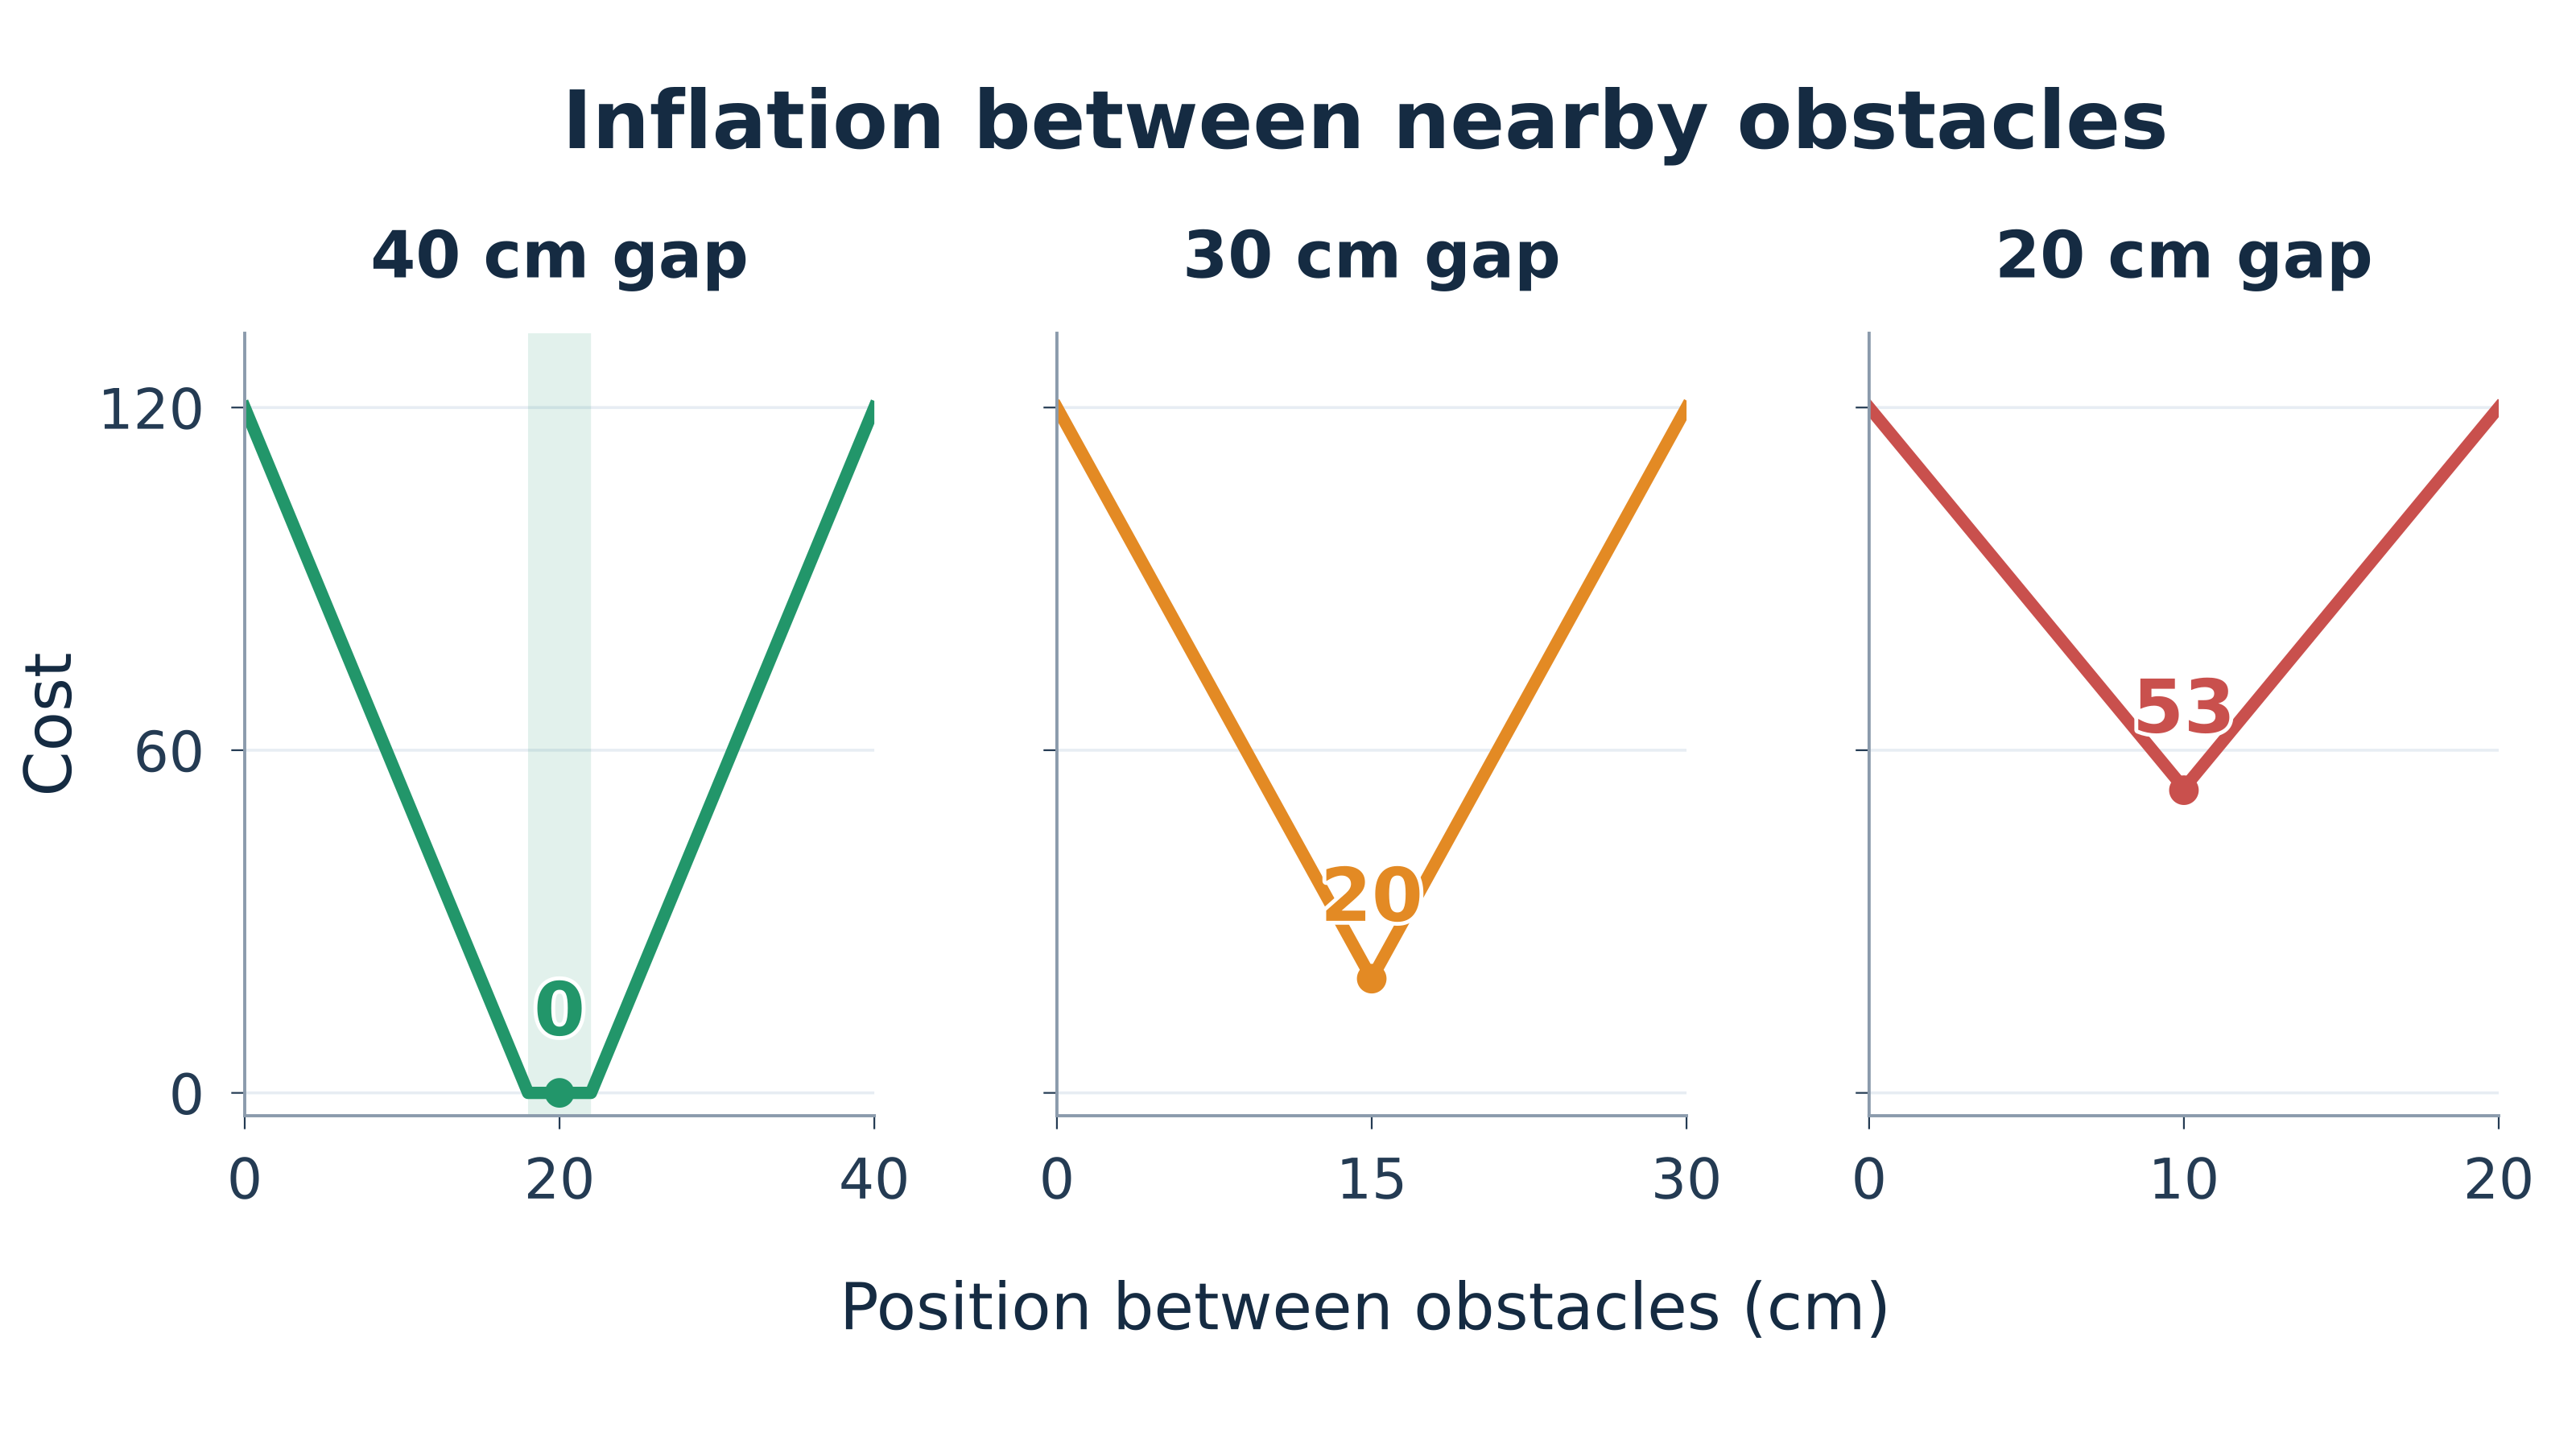 Inflation between nearby obstacles
40 cm gap
30 cm gap
20 cm gap
Cost
120
60
0
0
20
53
0 20 40
0 15 30
0 10 20
Position between obstacles (cm)